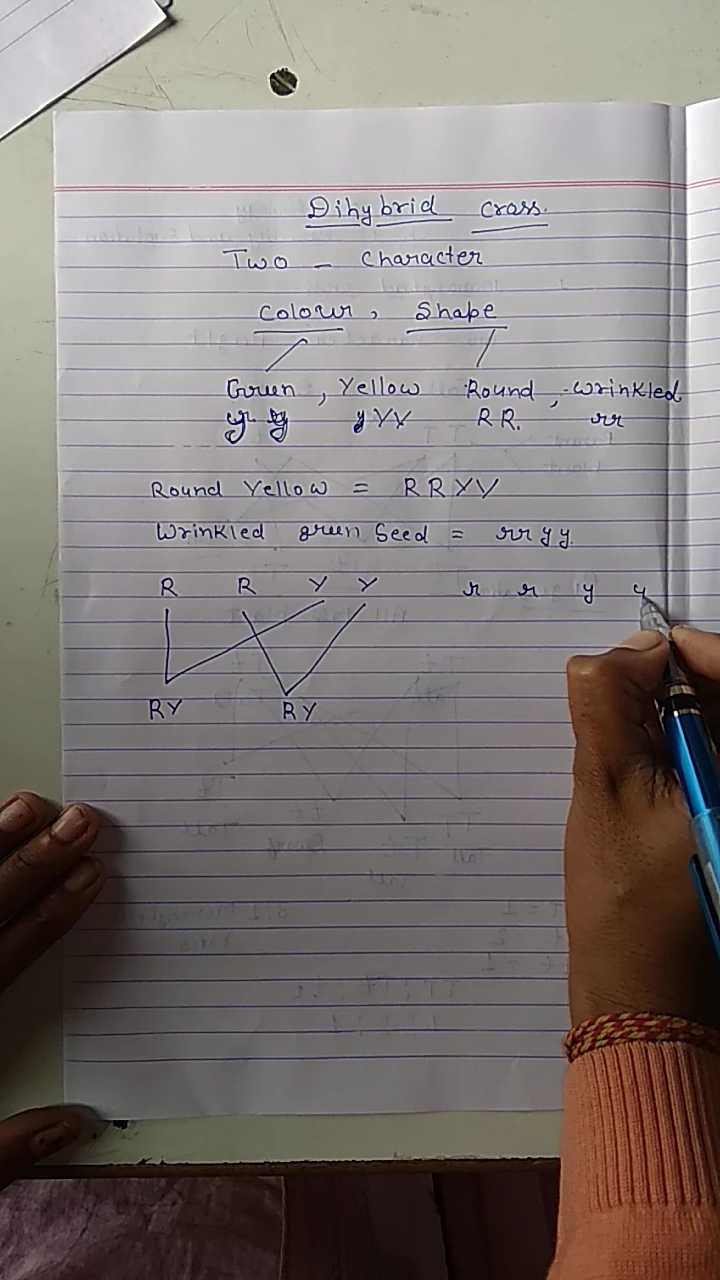 Dihybrid cross.
Two - character
Colour, Shape
Green, Yellow Round, -Wrinkled
yy yYY RR. rr
Round Yellow = RRYY
Wrinkled green Seed = rryy
R R Y Y r r y y
RY RY